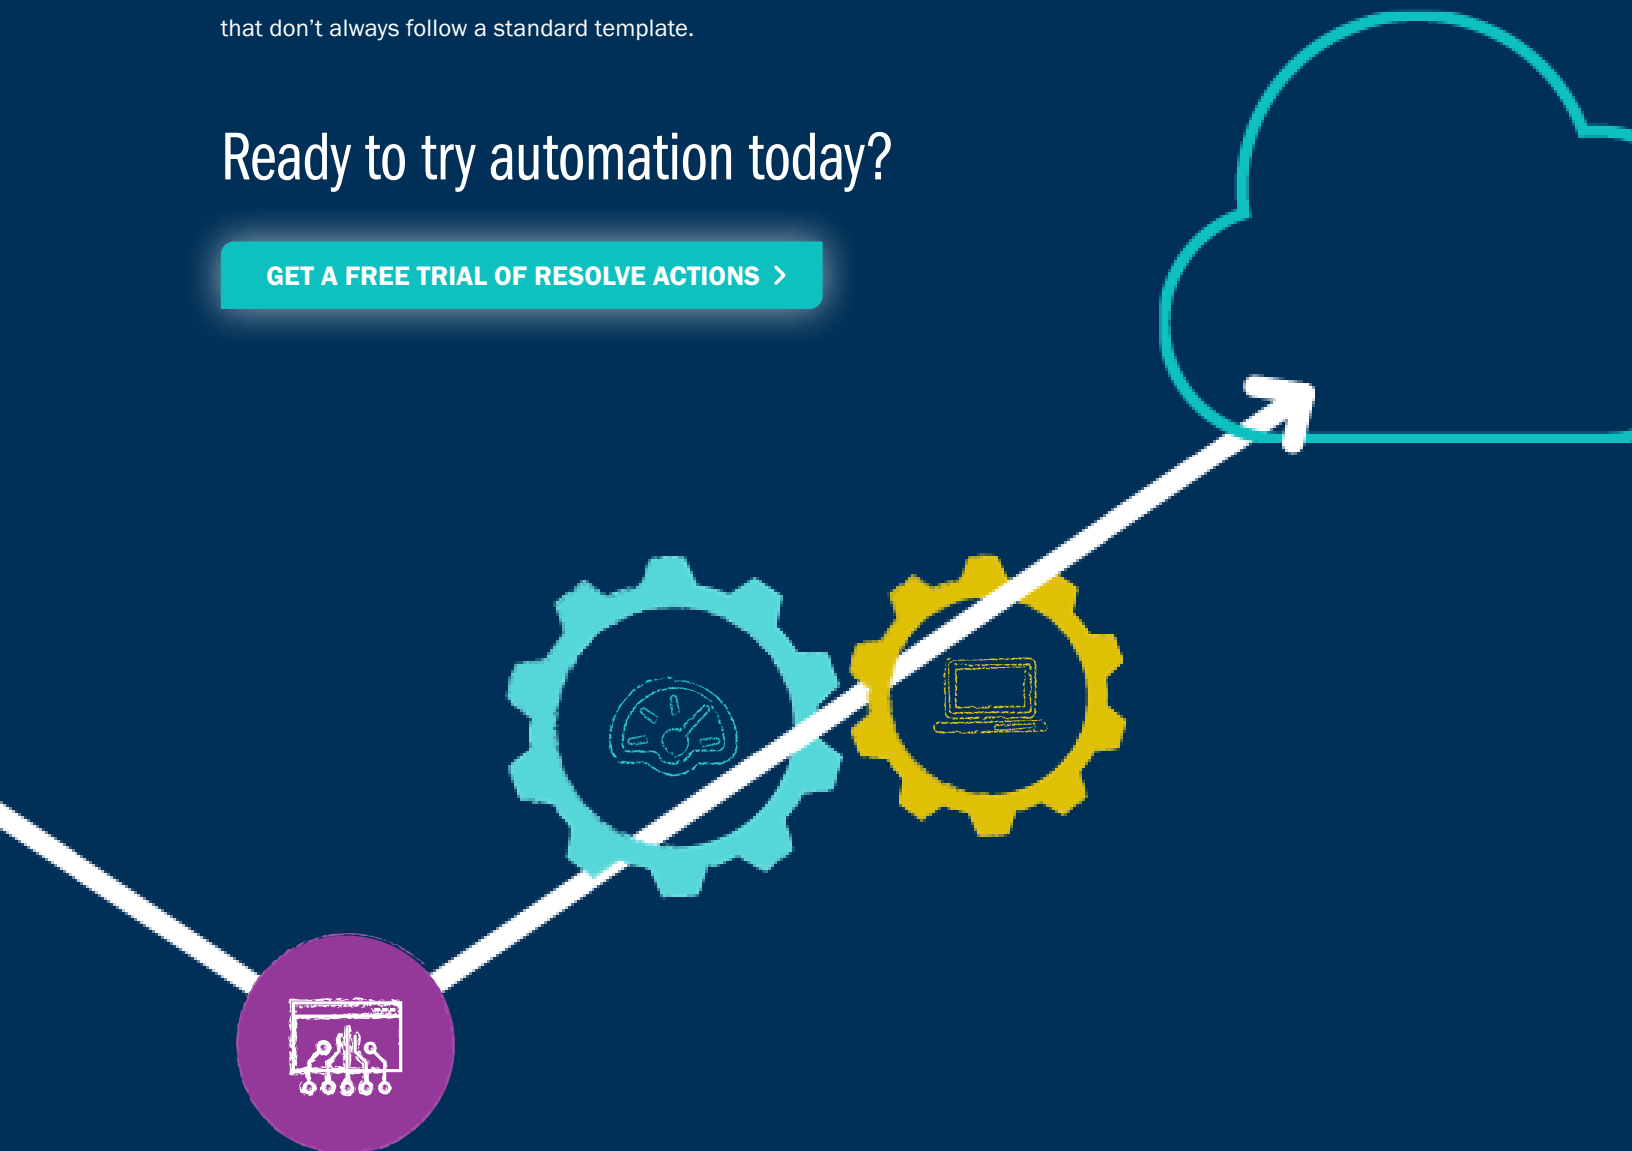 that don’t always follow a standard template.
Ready to try automation today?
GET A FREE TRIAL OF RESOLVE ACTIONS